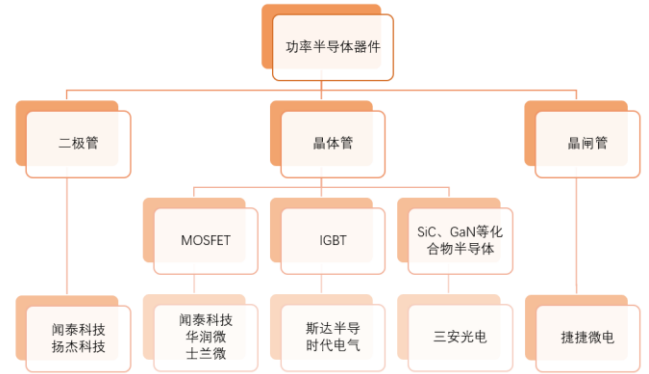 功率半导体器件
二极管
晶体管
晶闸管
MOSFET
IGBT
SiC、GaN等化
合物半导体
闻泰科技
扬杰科技
闻泰科技
华润微
士兰微
斯达半导
时代电气
三安光电
捷捷微电